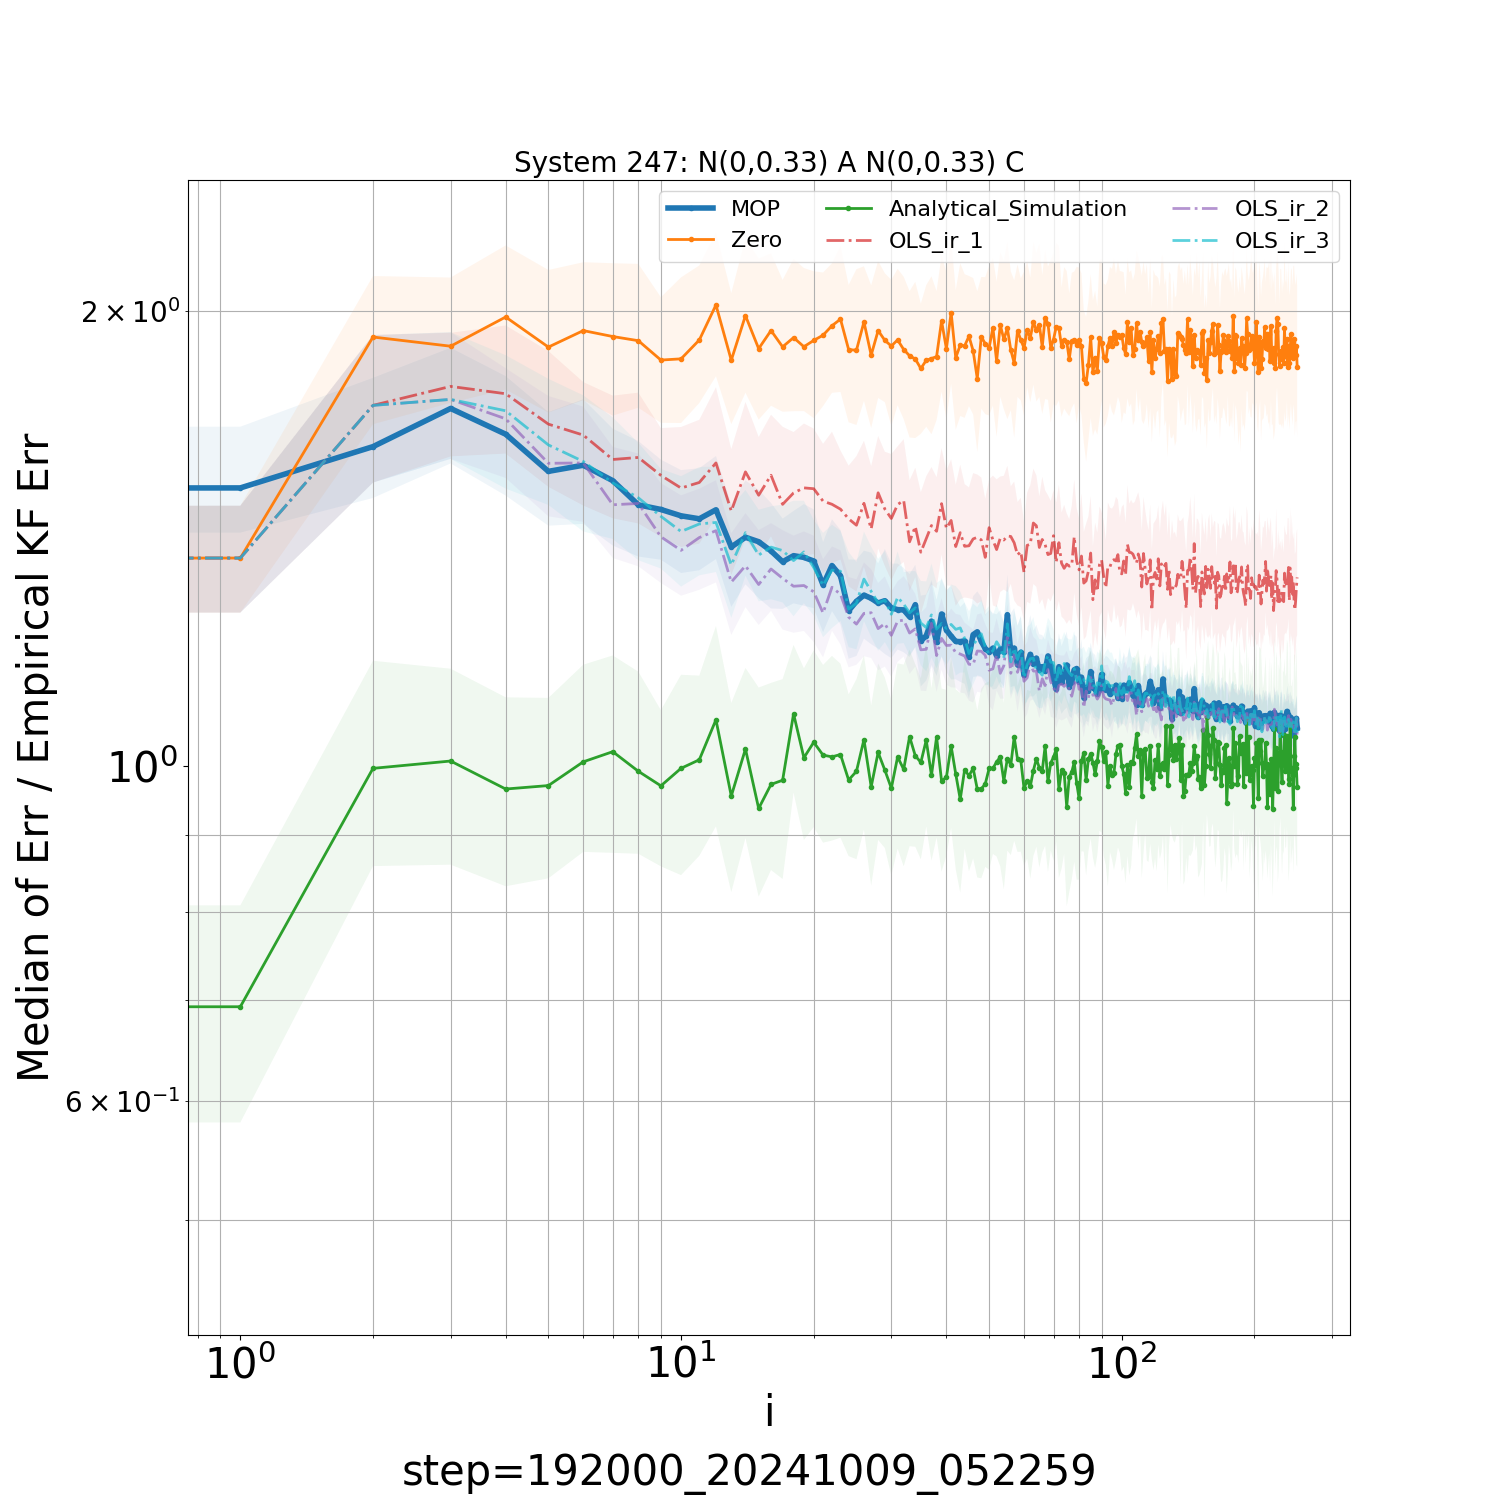 System 247: N(0,0.33) A N(0,0.33) C
MOP
Zero
Analytical_Simulation
OLS_ir_1
OLS_ir_2
OLS_ir_3
Median of Err / Empirical KF Err
2 × 10⁰
10⁰
6 × 10⁻¹
10⁰
10¹
10²
i
step=192000_20241009_052259